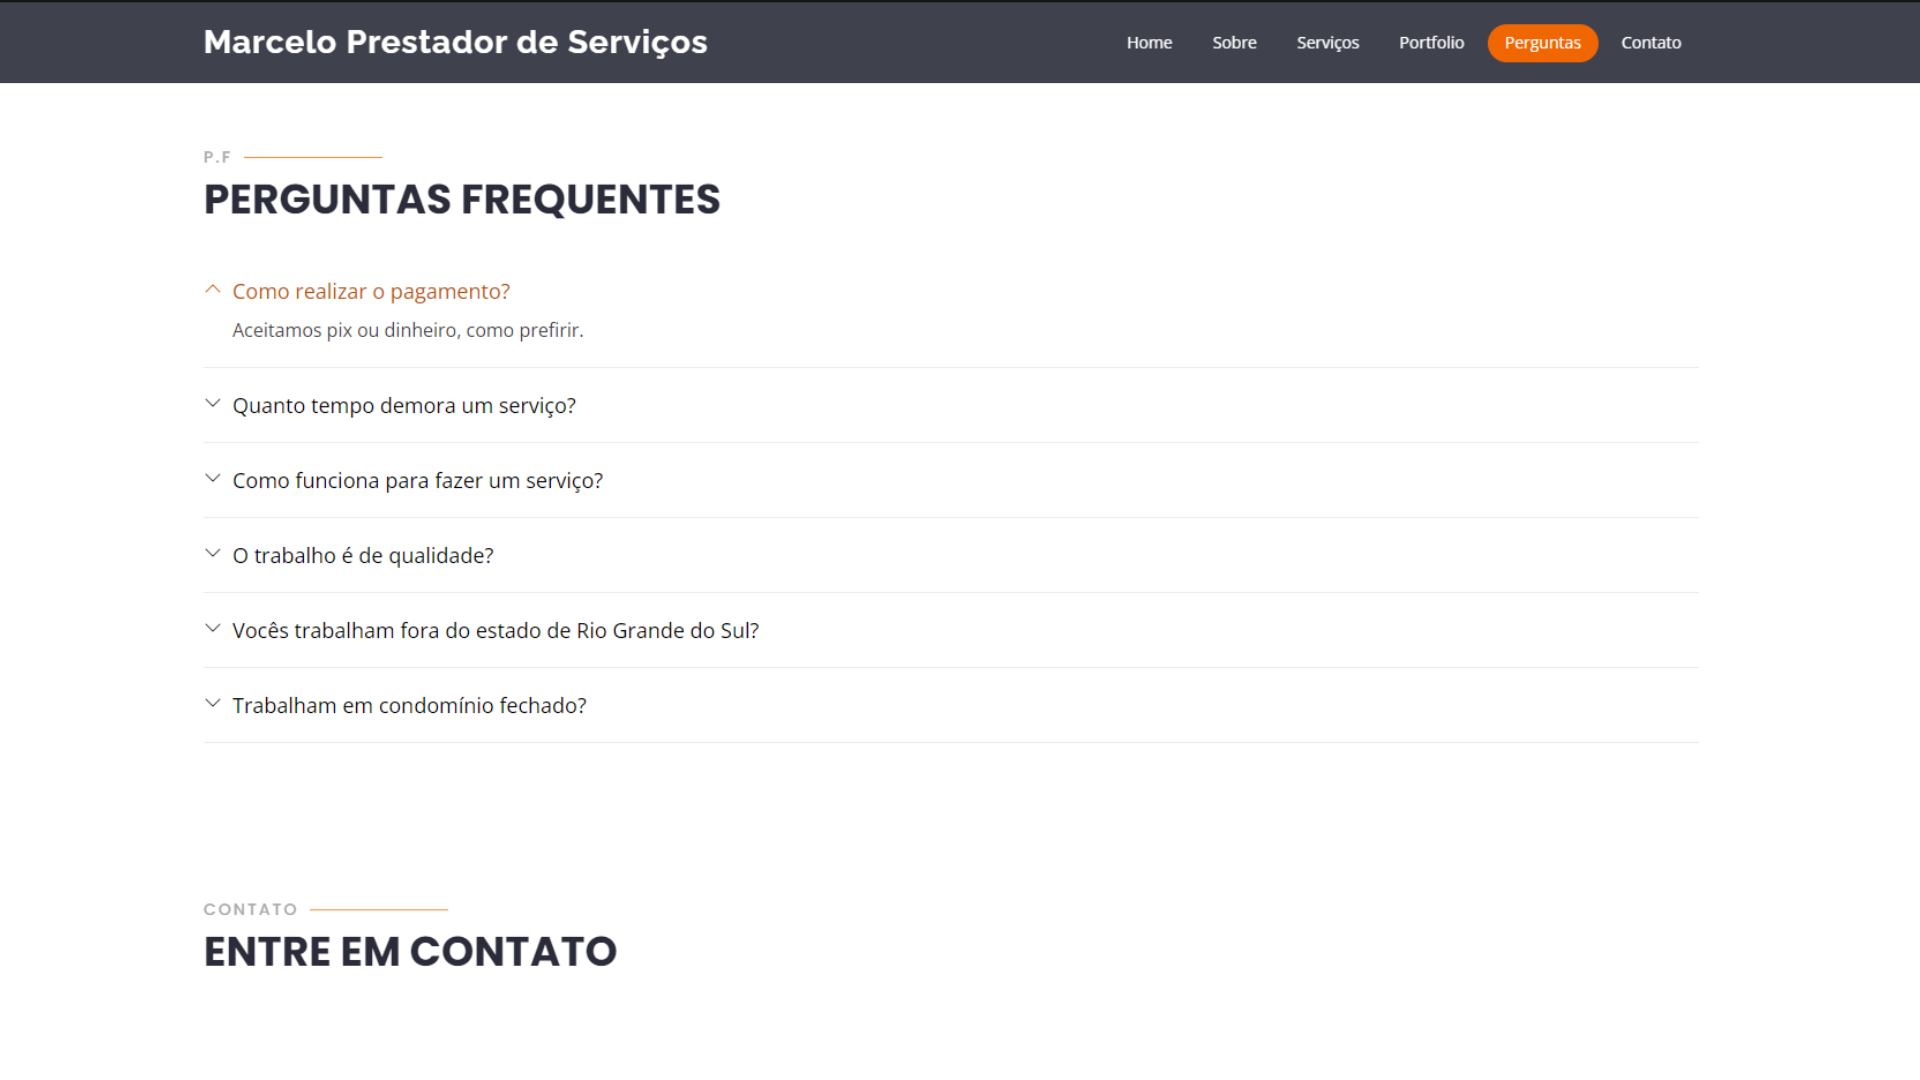 Marcelo Prestador de Serviços
Home Sobre Serviços Portfolio Perguntas Contato
P.F
PERGUNTAS FREQUENTES
Como realizar o pagamento?
Aceitamos pix ou dinheiro, como prefirir.
Quanto tempo demora um serviço?
Como funciona para fazer um serviço?
O trabalho é de qualidade?
Vocês trabalham fora do estado de Rio Grande do Sul?
Trabalham em condomínio fechado?
CONTATO
ENTRE EM CONTATO